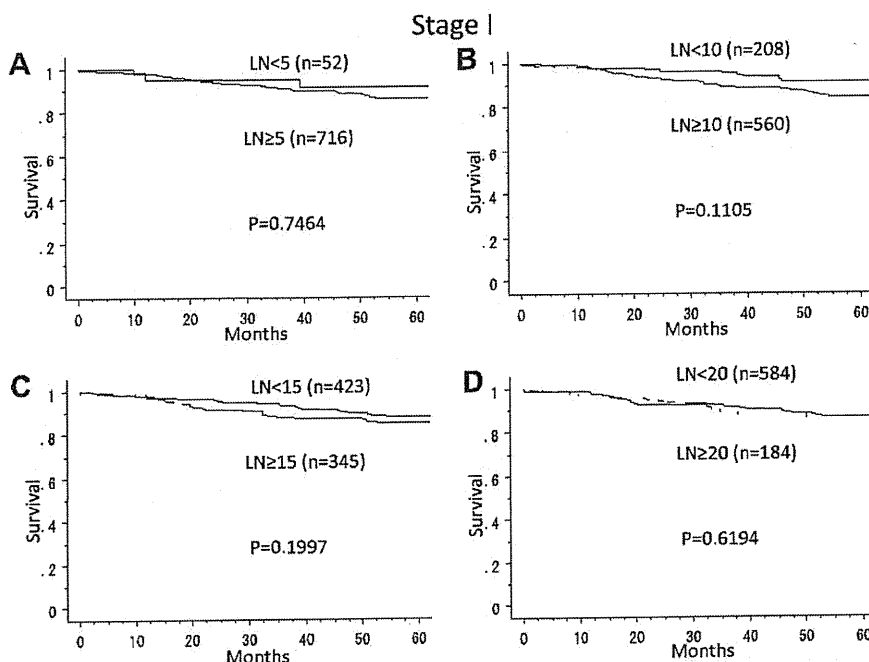 Stage I
A
LN<5 (n=52)
1
.8
LN≥5 (n=716)
.6
.4
P=0.7464
.2
0
Survival
0 10 20 30 40 50 60
Months
B
LN<10 (n=208)
1
.8
LN≥10 (n=560)
.6
.4
P=0.1105
.2
0
Survival
0 10 20 30 40 50 60
Months
C
LN<15 (n=423)
1
.8
LN≥15 (n=345)
.6
.4
P=0.1997
.2
0
Survival
0 10 20 30 40 50 60
Months
D
LN<20 (n=584)
1
.8
LN≥20 (n=184)
.6
.4
P=0.6194
.2
0
Survival
0 10 20 30 40 50 60
Months